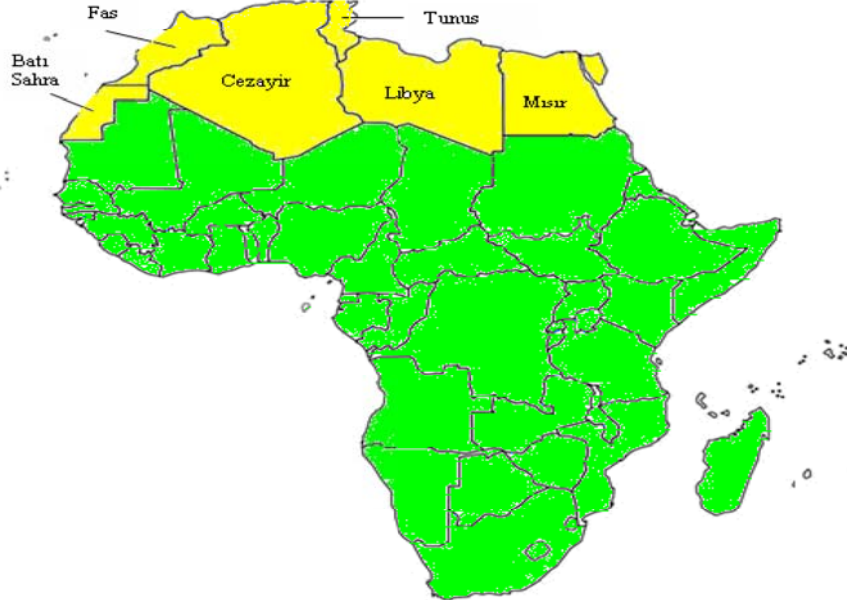 Fas
Tunus
Batı
Sahra
Cezayir
Libya
Mısır